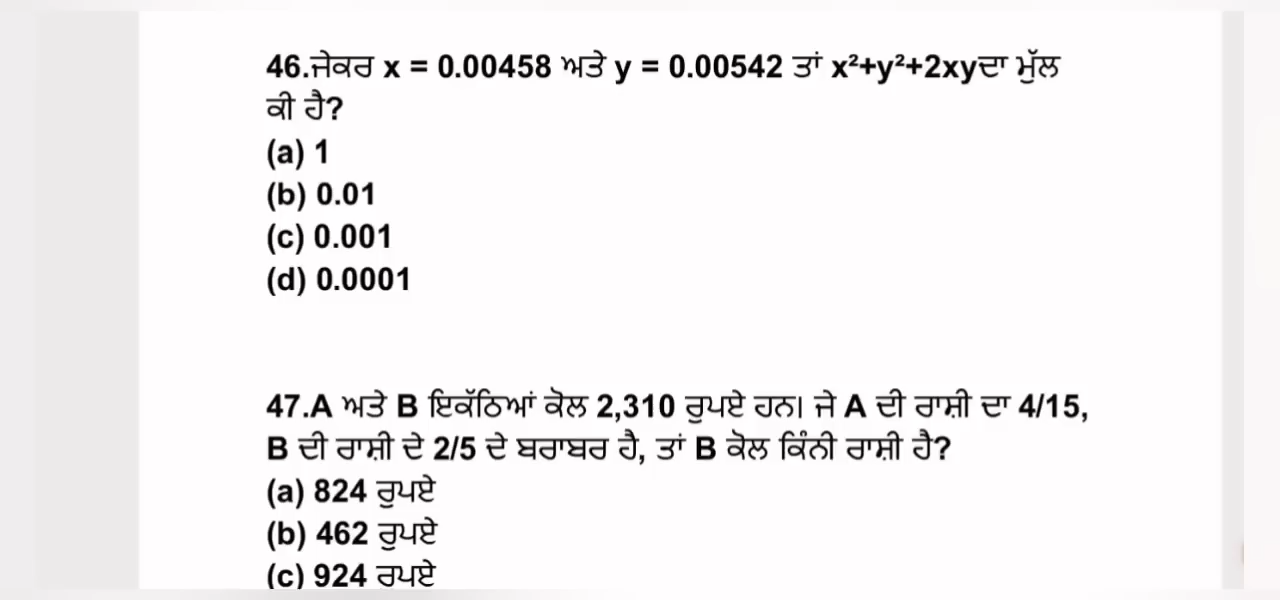 46.ਜੇਕਰ x = 0.00458 ਅਤੇ y = 0.00542 ਤਾਂ x²+y²+2xyਦਾ ਮੁੱਲ
ਕੀ ਹੈ?
(a) 1
(b) 0.01
(c) 0.001
(d) 0.0001
47.A ਅਤੇ B ਇਕੱਠਿਆਂ ਕੋਲ 2,310 ਰੁਪਏ ਹਨ। ਜੇ A ਦੀ ਰਾਸ਼ੀ ਦਾ 4/15,
B ਦੀ ਰਾਸ਼ੀ ਦੇ 2/5 ਦੇ ਬਰਾਬਰ ਹੈ, ਤਾਂ B ਕੋਲ ਕਿੰਨੀ ਰਾਸ਼ੀ ਹੈ?
(a) 824 ਰੁਪਏ
(b) 462 ਰੁਪਏ
(c) 924 ਰੁਪਏ